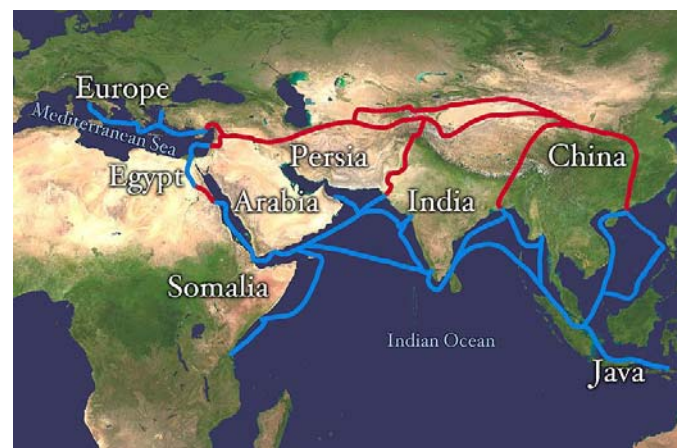 Europe
Mediterranean Sea
Egypt
Persia
China
Arabia
India
Somalia
Indian Ocean
Java